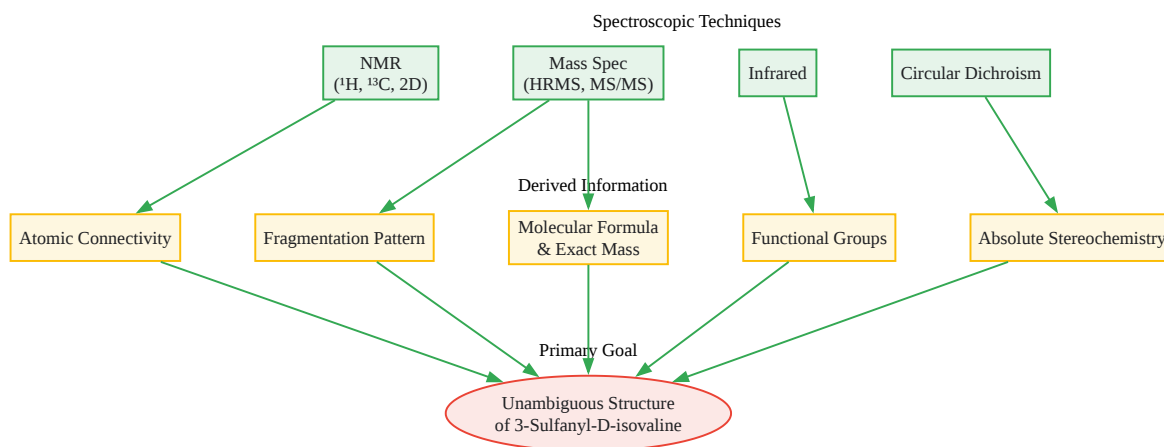 Spectroscopic Techniques
NMR
(¹H, ¹³C, 2D)
Mass Spec
(HRMS, MS/MS)
Infrared
Circular Dichroism
Derived Information
Atomic Connectivity
Fragmentation Pattern
Molecular Formula
& Exact Mass
Functional Groups
Absolute Stereochemistry
Primary Goal
Unambiguous Structure
of 3-Sulfanyl-D-isovaline